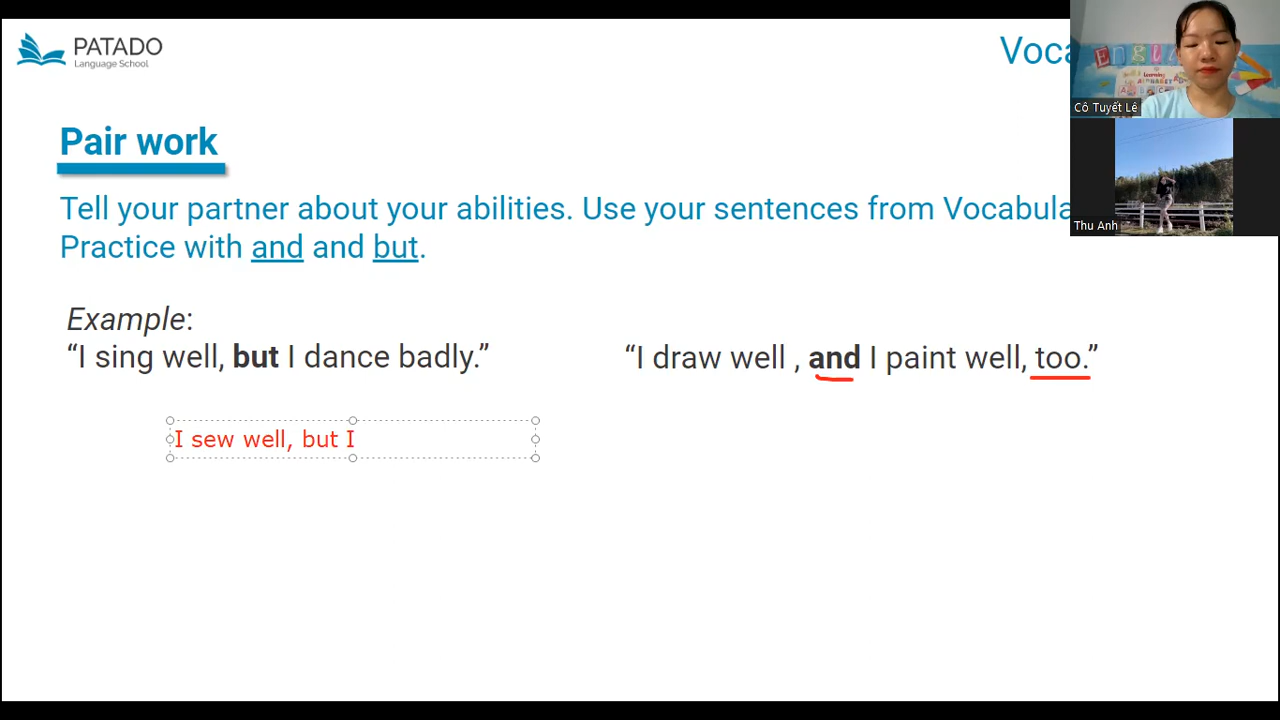 PATADO
Language School
Voca
Cô Tuyết Lê
Thu Anh
Pair work
Tell your partner about your abilities. Use your sentences from Vocabula
Practice with and and but.
Example:
“I sing well, but I dance badly.”
“I draw well , and I paint well, too.”
I sew well, but I